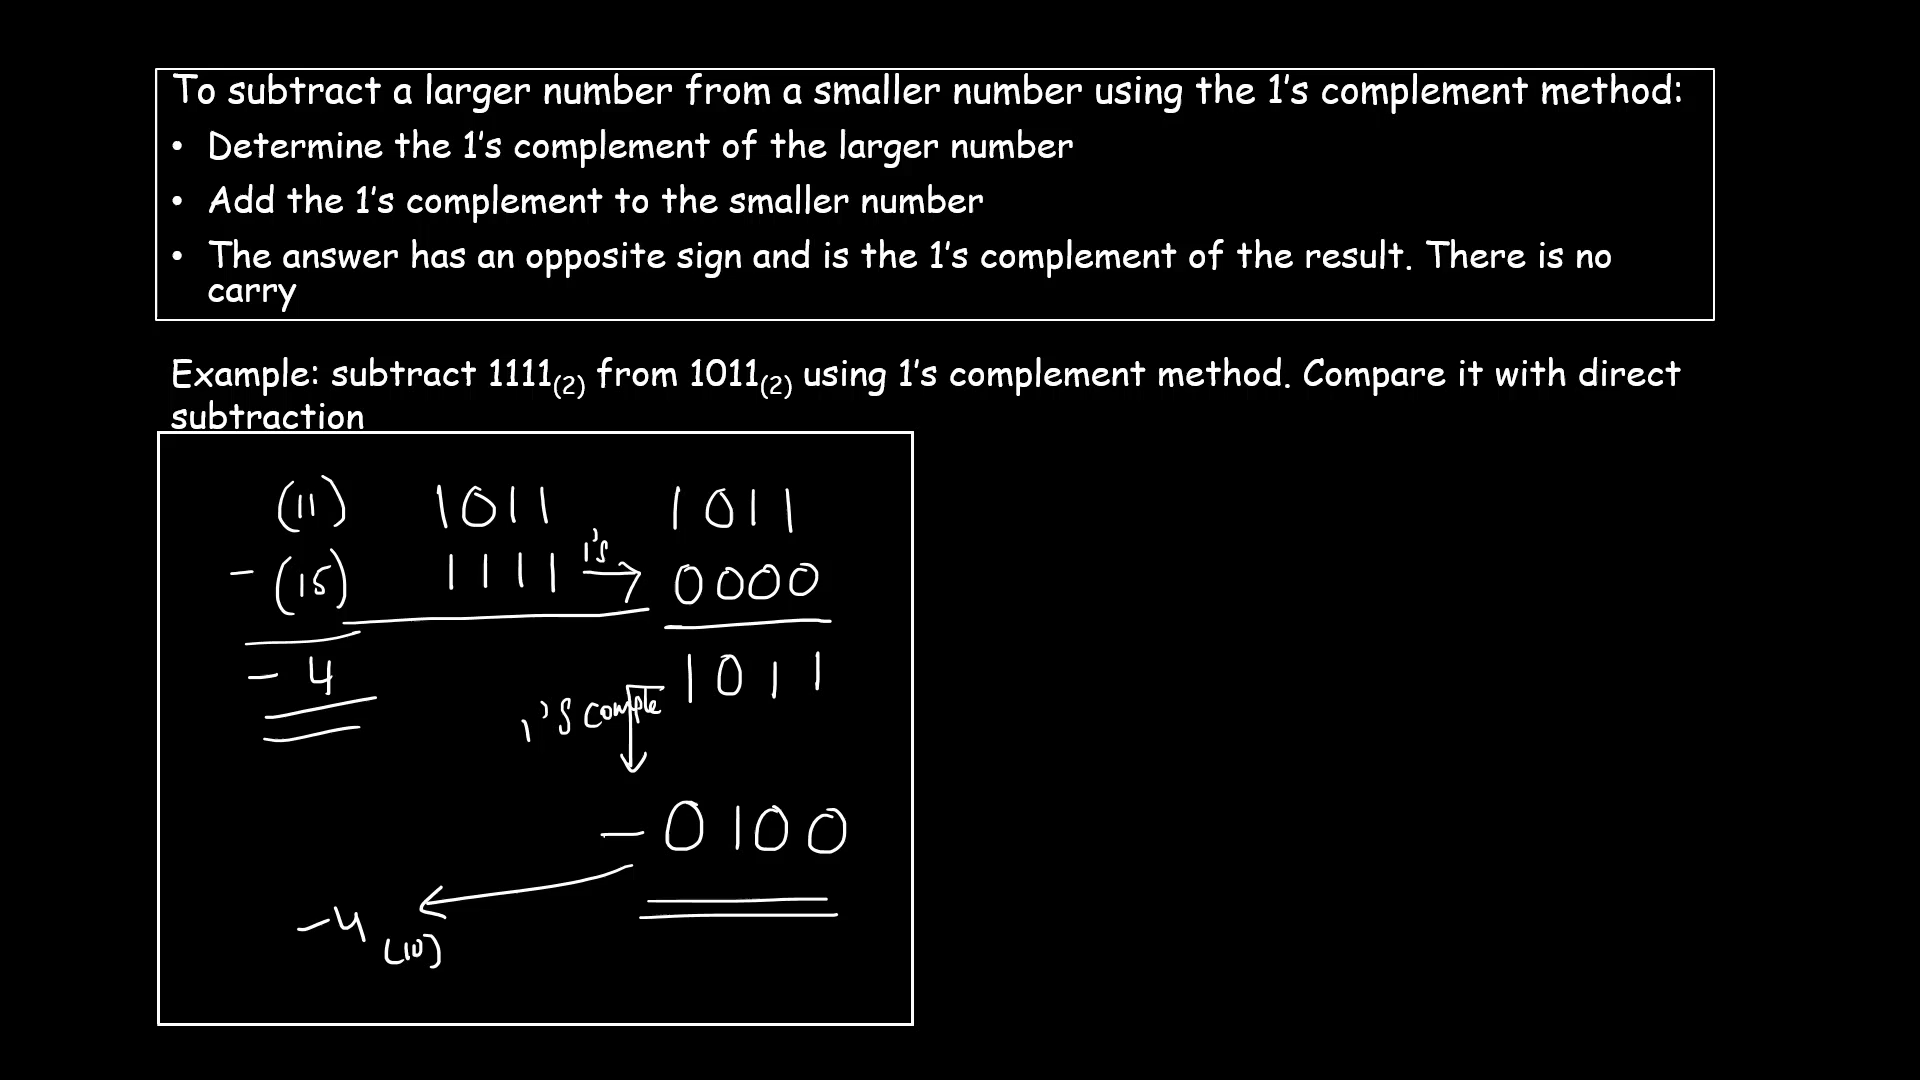 To subtract a larger number from a smaller number using the 1's complement method:
• Determine the 1's complement of the larger number
• Add the 1's complement to the smaller number
• The answer has an opposite sign and is the 1's complement of the result. There is no
carry
Example: subtract 1111(2) from 1011(2) using 1's complement method. Compare it with direct
subtraction
(11) 1011 1011
- (15) 1111 1's → 0000
- 4 1011
1's comple
- 0100
-4 (10)